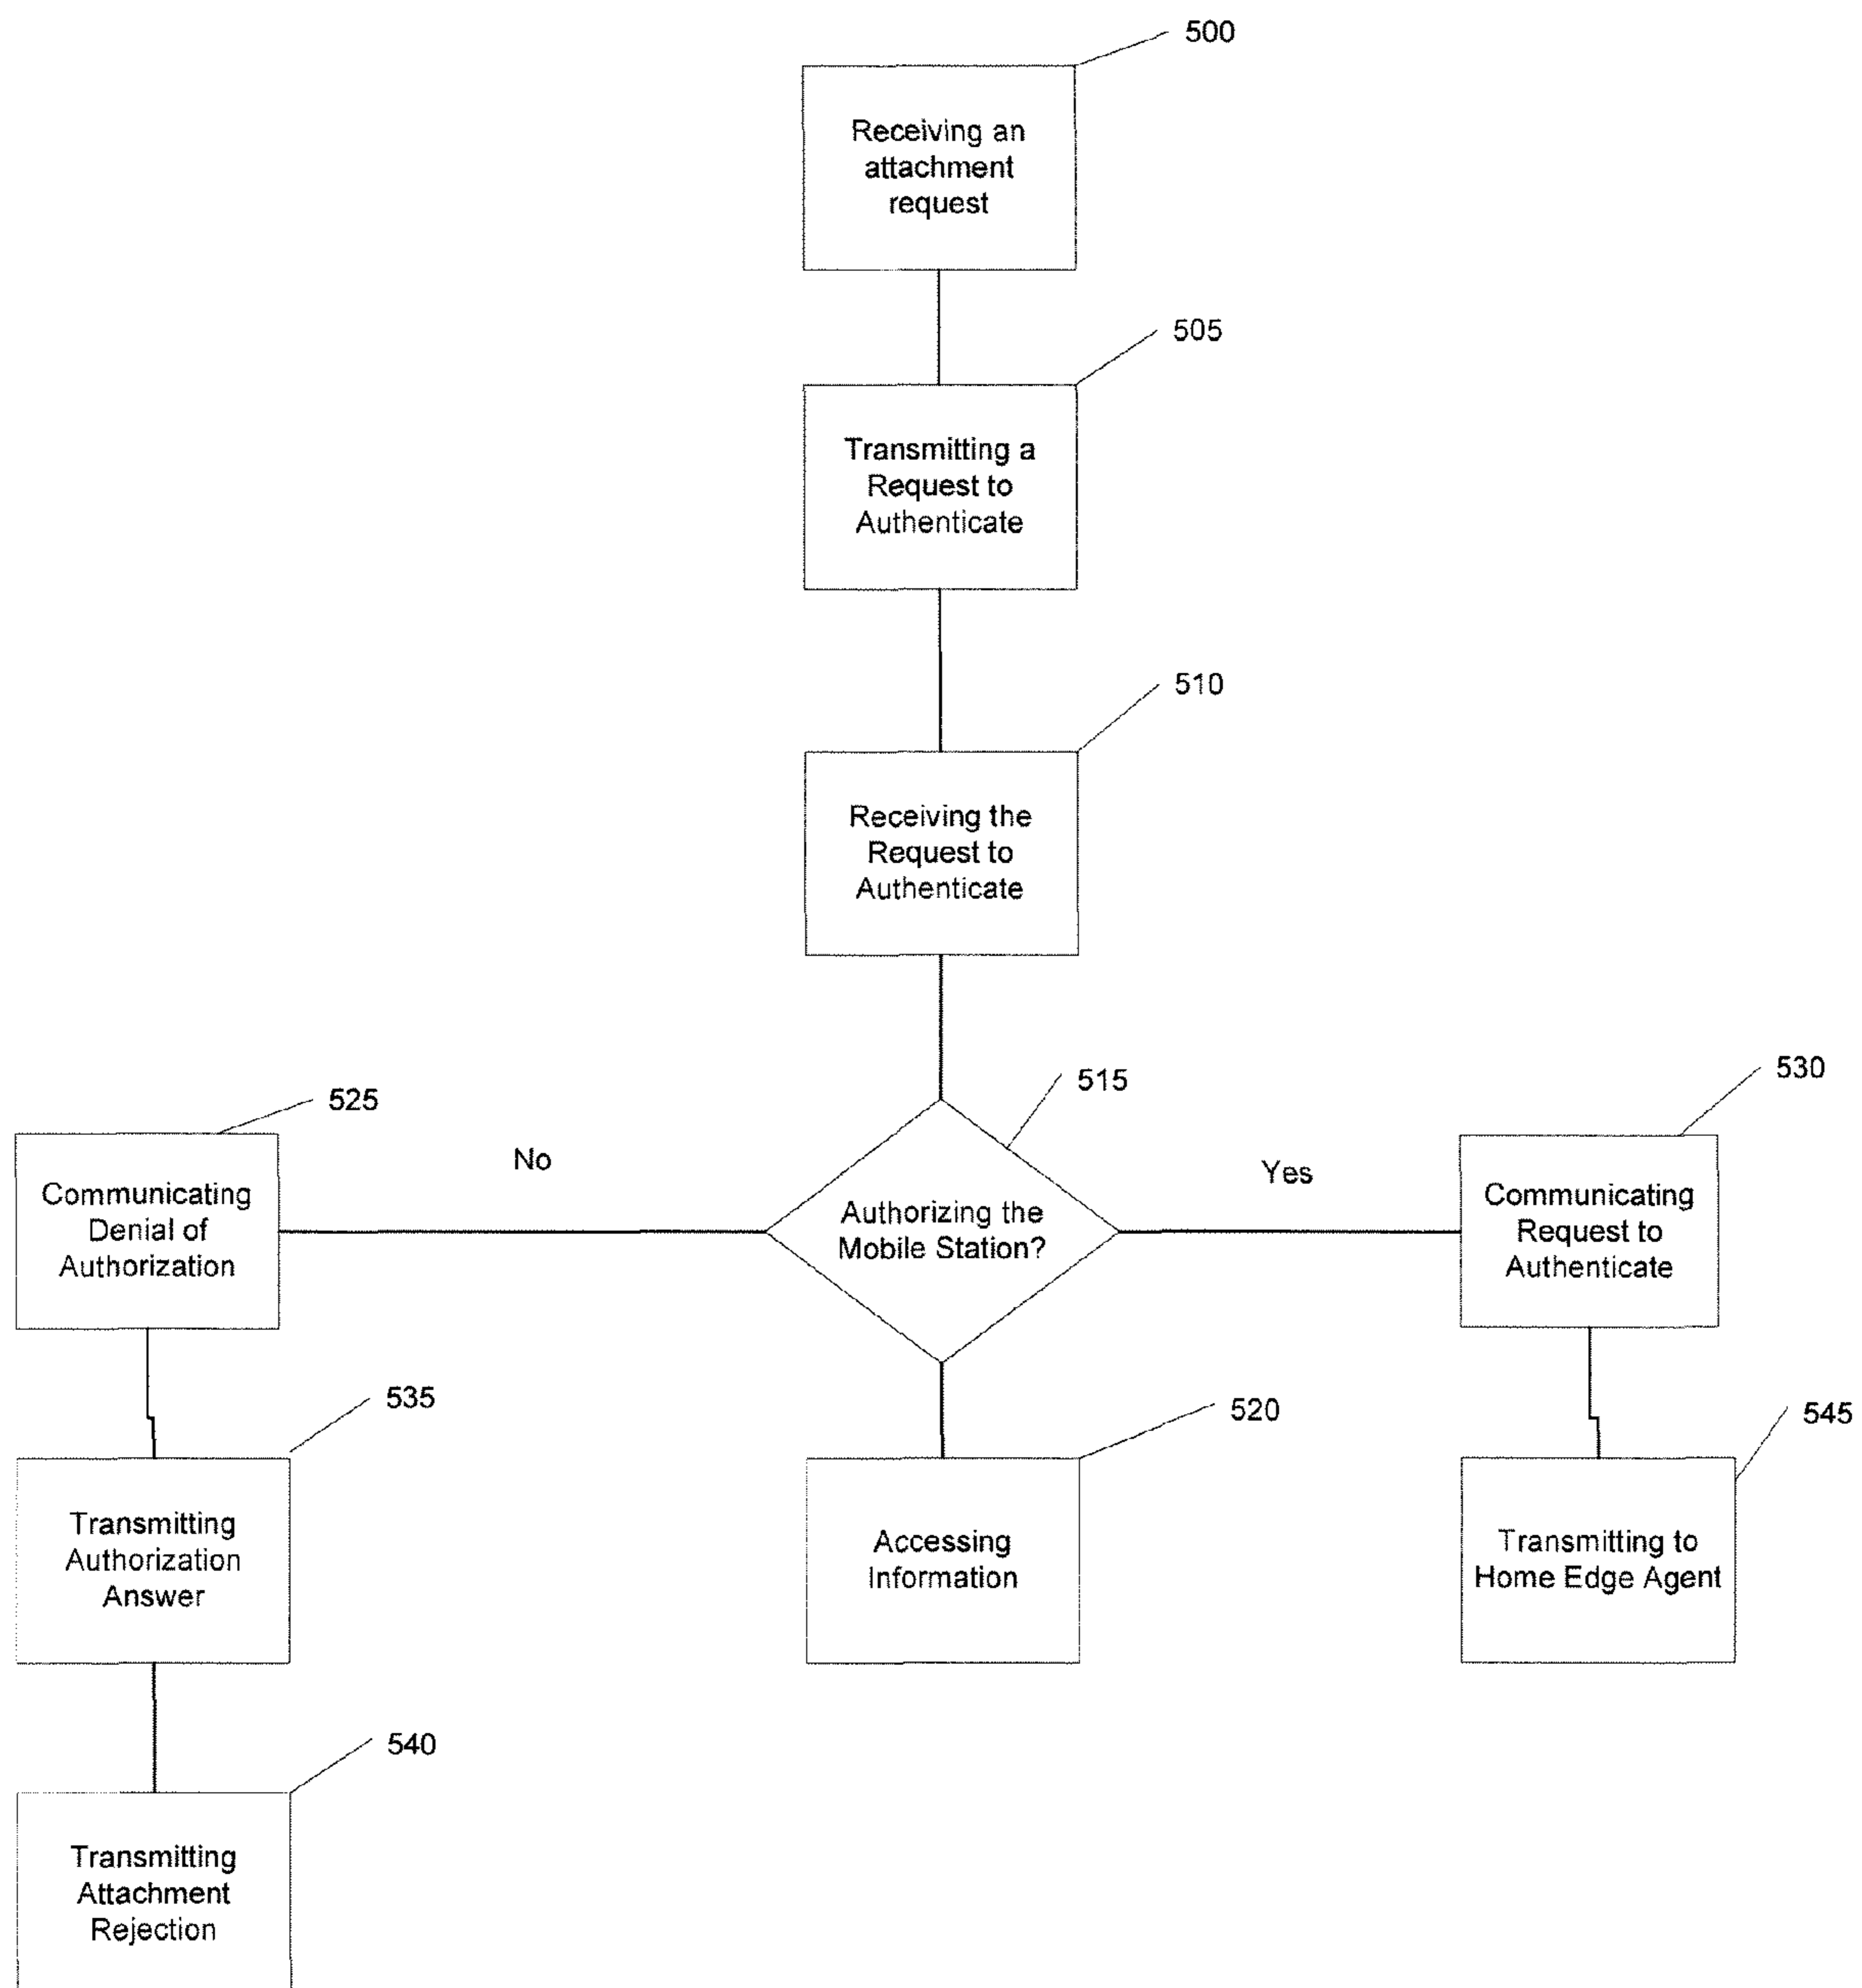 500
Receiving an
attachment
request
505
Transmitting a
Request to
Authenticate
510
Receiving the
Request to
Authenticate
515
Authorizing the
Mobile Station?
No
Yes
525
Communicating
Denial of
Authorization
530
Communicating
Request to
Authenticate
535
Transmitting
Authorization
Answer
520
Accessing
Information
545
Transmitting to
Home Edge Agent
540
Transmitting
Attachment
Rejection